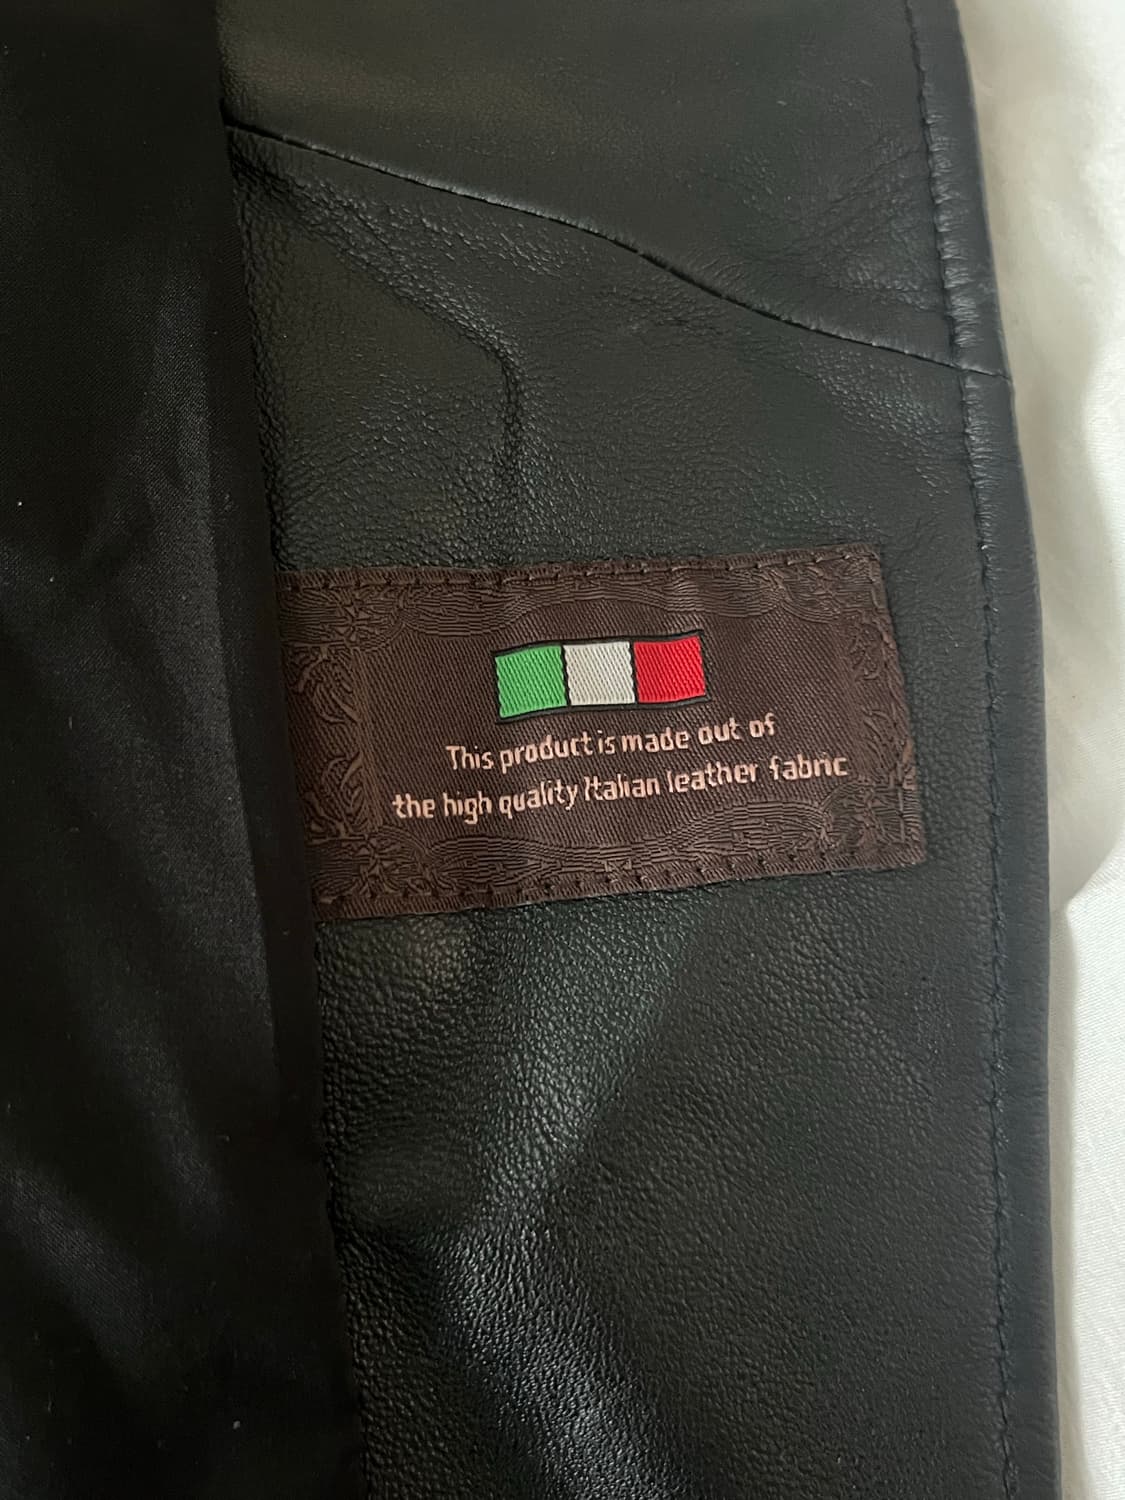 This product is made out of
the high quality Italian leather fabric